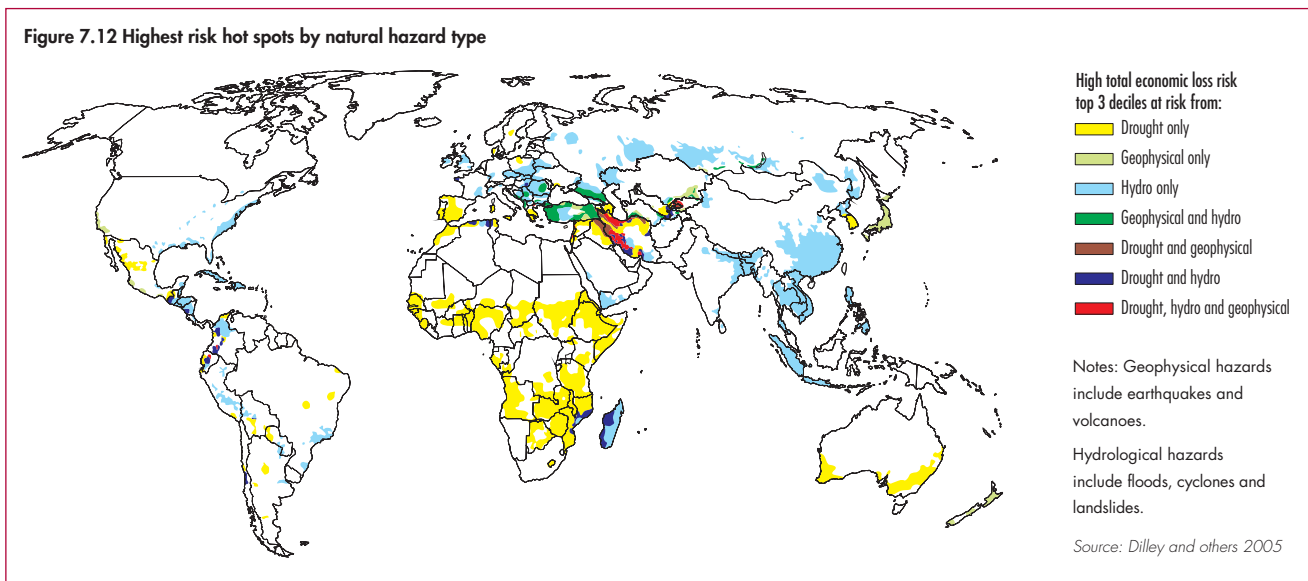 Figure 7.12 Highest risk hot spots by natural hazard type
High total economic loss risk
top 3 deciles at risk from:
Drought only
Geophysical only
Hydro only
Geophysical and hydro
Drought and geophysical
Drought and hydro
Drought, hydro and geophysical
Notes: Geophysical hazards
include earthquakes and
volcanoes.
Hydrological hazards
include floods, cyclones and
landslides.
Source: Dilley and others 2005